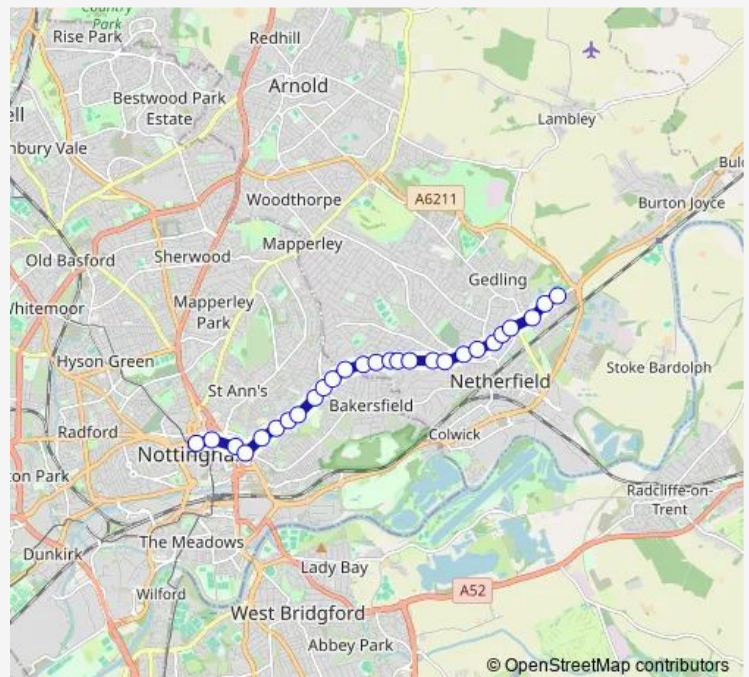 Country
Park
Rise Park
Redhill
Arnold
ell
Bestwood Park
Estate
Lambley
nbury Vale
Bulc
A6211
Woodthorpe
Burton Joyce
Mapperley
Old Basford
Sherwood
Gedling
Whitemoor
Mapperley
Park
Hyson Green
Stoke Bardolph
St Ann's
Netherfield
Bakersfield
Radford
Colwick
Nottingha
ton Park
Radcliffe-on-
Trent
The Meadows
Dunkirk
Lady Bay
Wilford
A52
West Bridgford
Abbey Park
© OpenStreetMap contributors